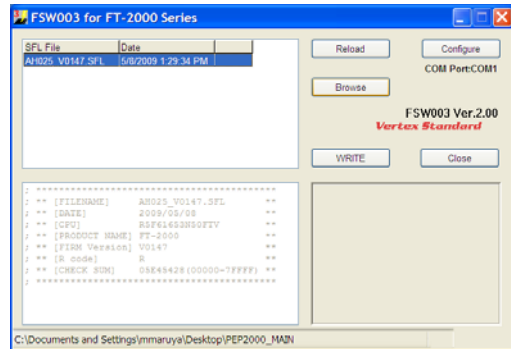 FSW003 for FT-2000 Series
SFL File Date
AH025_V0147.SFL 5/8/2009 1:29:34 PM
Reload
Configure
COM Port:COM1
Browse
FSW003 Ver.2.00
Vertex Standard
WRITE
Close
; ****************************************
; ** [FILENAME] AH025_V0147.SFL **
; ** [DATE] 2009/05/08 **
; ** [CPU] R5F61653N50FTV **
; ** [PRODUCT NAME] FT-2000 **
; ** [FIRM Version] V0147 **
; ** [R code] R **
; ** [CHECK SUM] 05E45428(00000-7FFFF) **
; ****************************************
C:\Documents and Settings\mmaruya\Desktop\PEP2000_MAIN